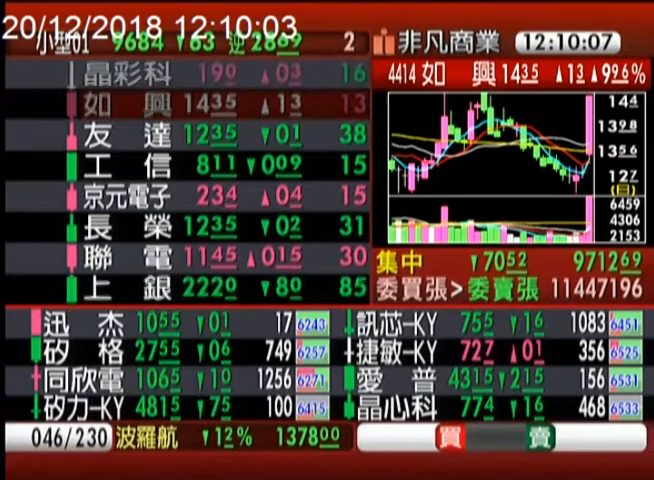 20/12/2018 12:10:03
小型01 9684 ▼63 逆2869 2
非凡商業 12:10:07
晶彩科 190 ▲03 16
4414 如興 1435 ▲13 ▲996%
如興 1435 ▲13 13
友達 1235 ▼01 38
工信 811 ▼009 15
京元電子 234 ▲04 15
長榮 1235 ▼02 31
聯電 1145 ▲015 30
上銀 2220 ▼80 85
144
1398
1356
127
(日)
6459
4306
2153
集中 ▼7052 971269
委買張>委賣張 11447196
迅杰 1055 ▼01 17 6243
訊芯-KY 755 ▼16 1083 6451
矽格 2755 ▼06 749 6257
捷敏-KY 727 ▲01 356 6525
同欣電 1065 ▼10 1256 6271
愛普 4315 ▼215 156 6531
矽力-KY 4815 ▼75 100 6415
晶心科 774 ▼16 468 6533
046/230 波羅航 ▼12% 137800
買 賣